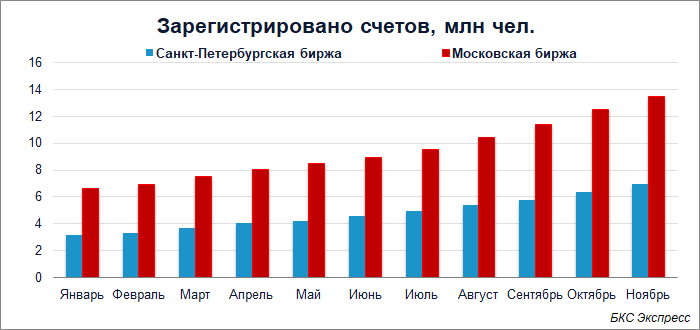 Зарегистрировано счетов, млн чел.
Санкт-Петербургская биржа Московская биржа
16
14
12
10
8
6
4
2
0
Январь Февраль Март Апрель Май Июнь Июль Август Сентябрь Октябрь Ноябрь
БКС Экспресс